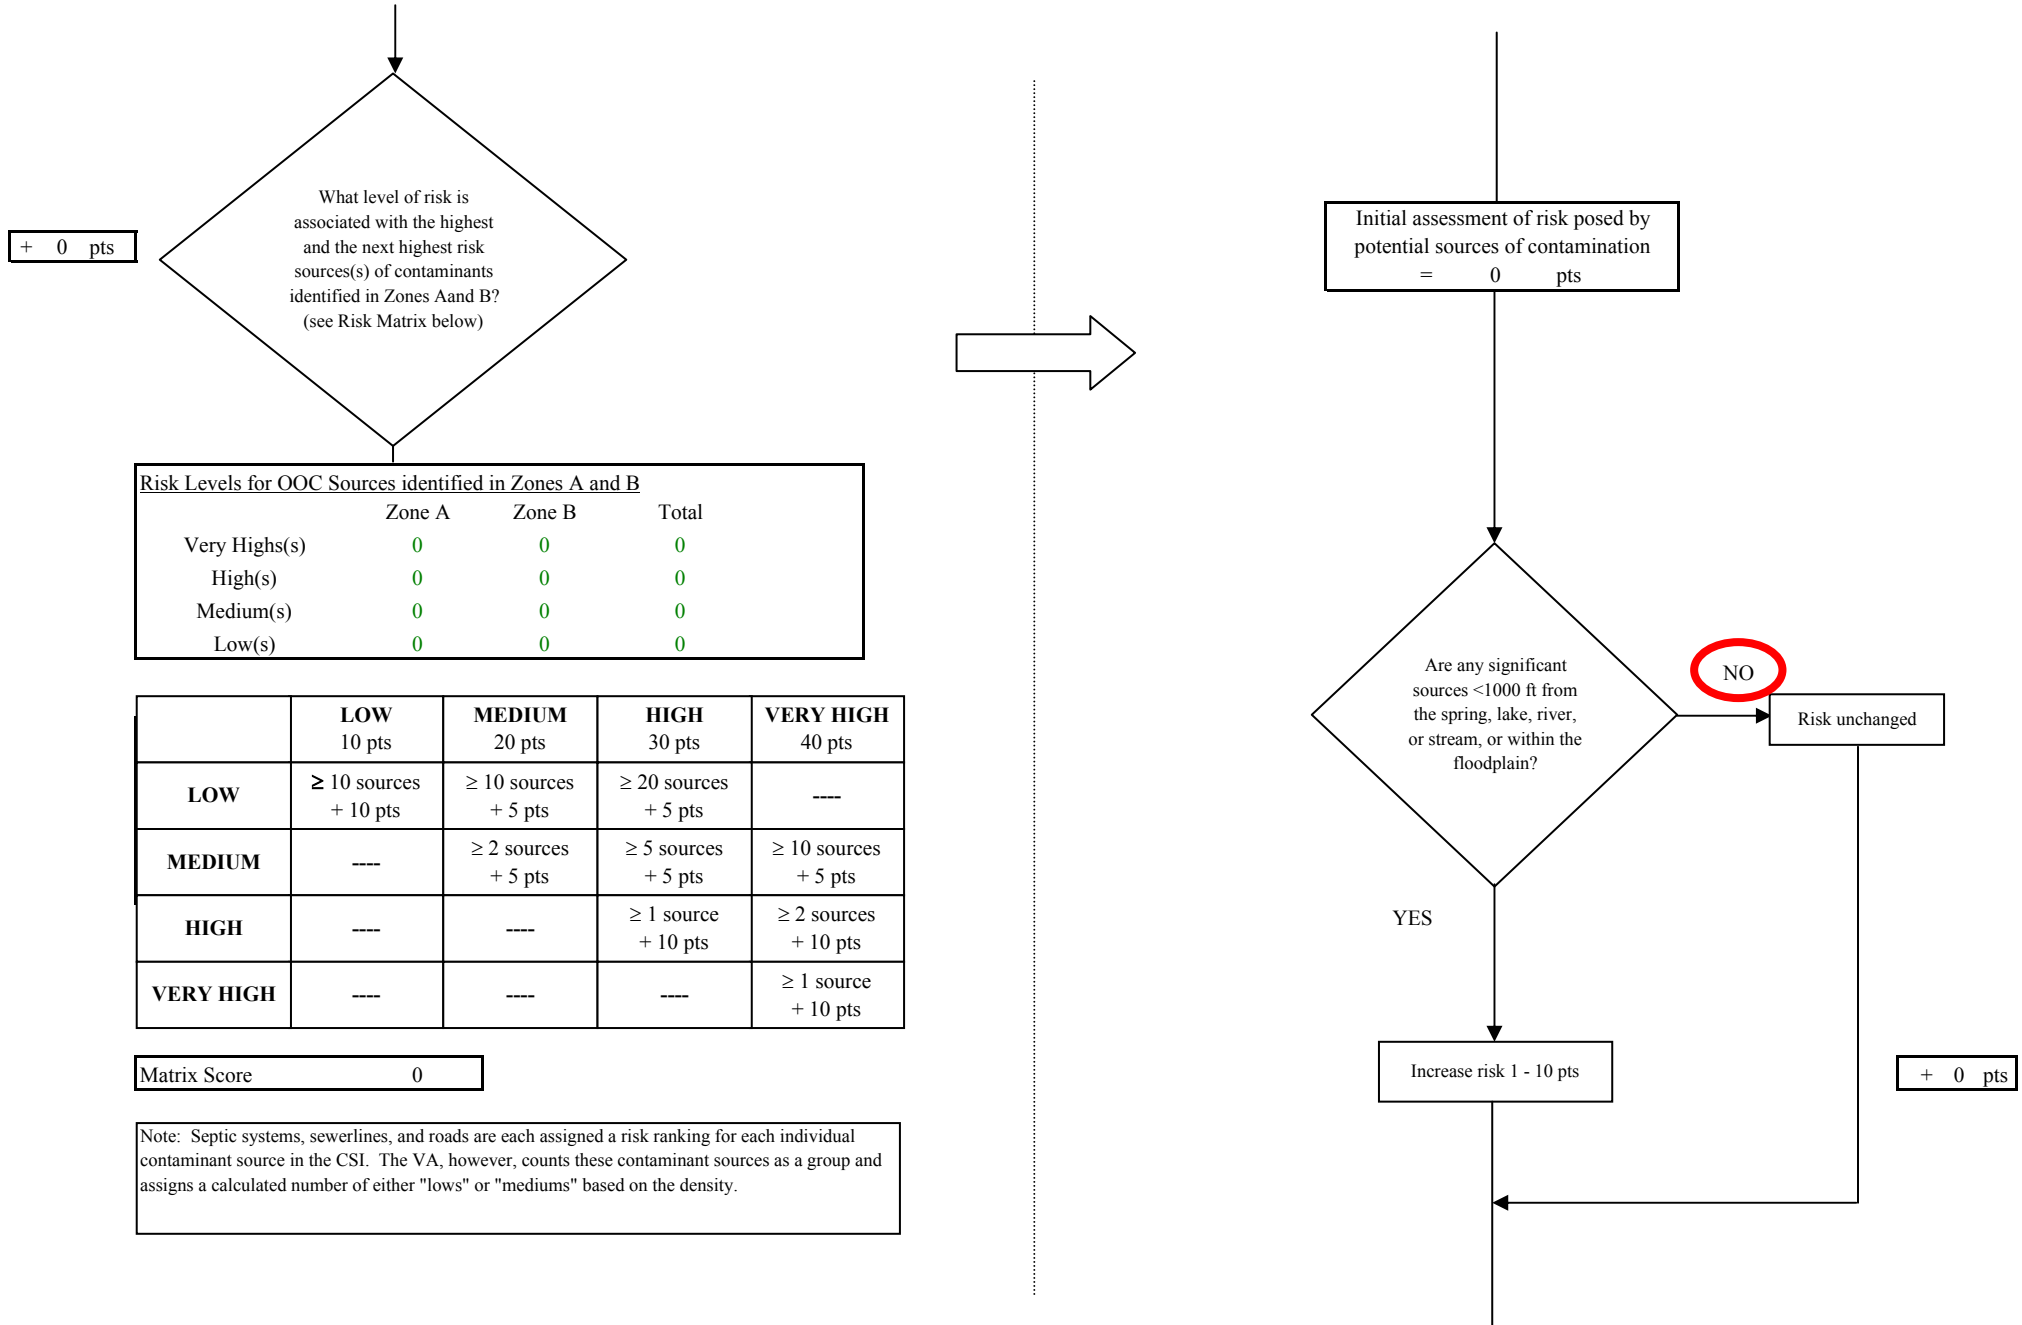 What level of risk is
associated with the highest
and the next highest risk
sources(s) of contaminants
identified in Zones Aand B?
(see Risk Matrix below)
+ 0 pts
Risk Levels for OOC Sources identified in Zones A and B
Zone A Zone B Total
Very Highs(s) 0 0 0
High(s) 0 0 0
Medium(s) 0 0 0
Low(s) 0 0 0
LOW MEDIUM HIGH VERY HIGH
10 pts 20 pts 30 pts 40 pts
LOW ≥ 10 sources ≥ 10 sources ≥ 20 sources ----
+ 10 pts + 5 pts + 5 pts
MEDIUM ---- ≥ 2 sources ≥ 5 sources ≥ 10 sources
+ 5 pts + 5 pts + 5 pts
HIGH ---- ---- ≥ 1 source ≥ 2 sources
+ 10 pts + 10 pts
VERY HIGH ---- ---- ---- ≥ 1 source
+ 10 pts
Matrix Score 0
Note: Septic systems, sewerlines, and roads are each assigned a risk ranking for each individual
contaminant source in the CSI. The VA, however, counts these contaminant sources as a group and
assigns a calculated number of either "lows" or "mediums" based on the density.
Initial assessment of risk posed by
potential sources of contamination
= 0 pts
Are any significant
sources <1000 ft from
the spring, lake, river,
or stream, or within the
floodplain?
NO
Risk unchanged
YES
Increase risk 1 - 10 pts
+ 0 pts